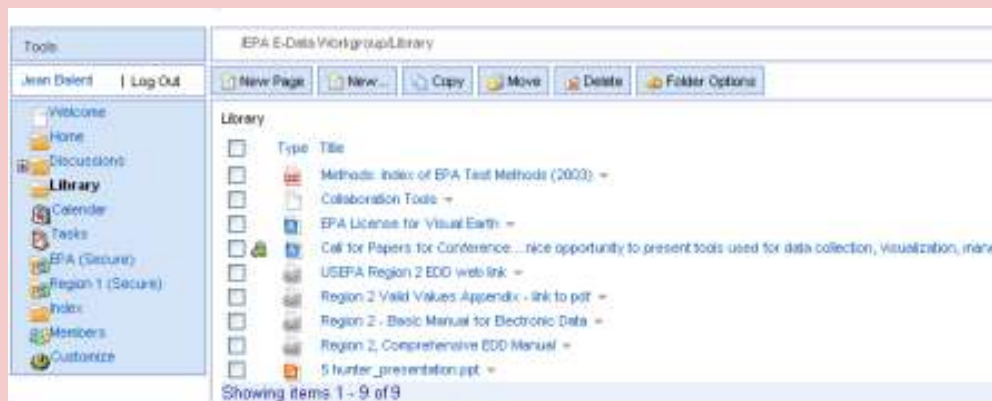 Tools
Jean Balent | Log Out
Welcome
Home
Discussions
Library
Calendar
Tasks
EPA (Secure)
Region 1 (Secure)
Index
Members
Customize
/EPA E-Data Workgroup/Library
New Page New... Copy Move Delete Folder Options
Library
Type Title
Methods: Index of EPA Test Methods (2003)
Collaboration Tools
EPA License for Visual Earth
Call for Papers for Conference... nice opportunity to present tools used for data collection, visualization,
USEPA Region 2 EDD web link
Region 2 Valid Values Appendix - link to pdf
Region 2 - Basic Manual for Electronic Data
Region 2, Comprehensive EDD Manual
5 hunter_presentation.ppt
Showing items 1 - 9 of 9